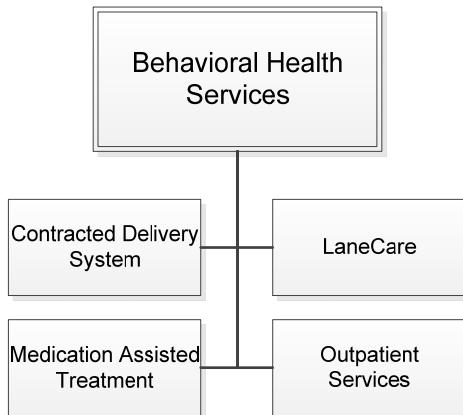 Behavioral Health
Services
Contracted Delivery
System
LaneCare
Medication Assisted
Treatment
Outpatient
Services